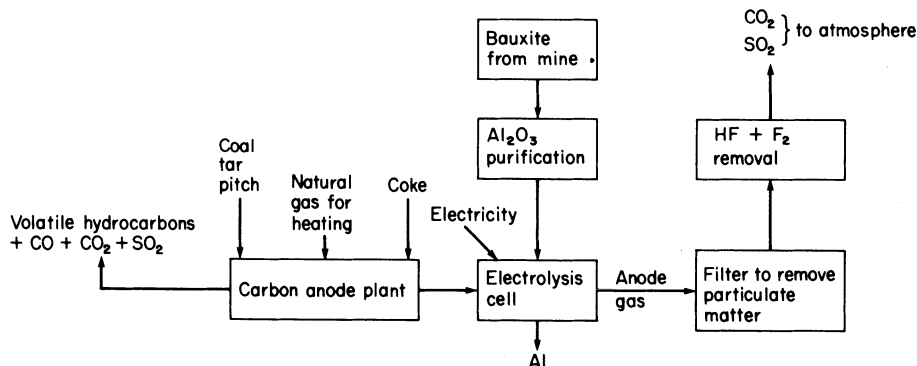 CO₂
SO₂
} to atmosphere
Bauxite
from mine
Al₂O₃
purification
HF + F₂
removal
Coal
tar
pitch
Natural
gas for
heating
Coke
Electricity
Volatile hydrocarbons
+ CO + CO₂ + SO₂
Carbon anode plant
Electrolysis
cell
Anode
gas
Filter to remove
particulate
matter
Al